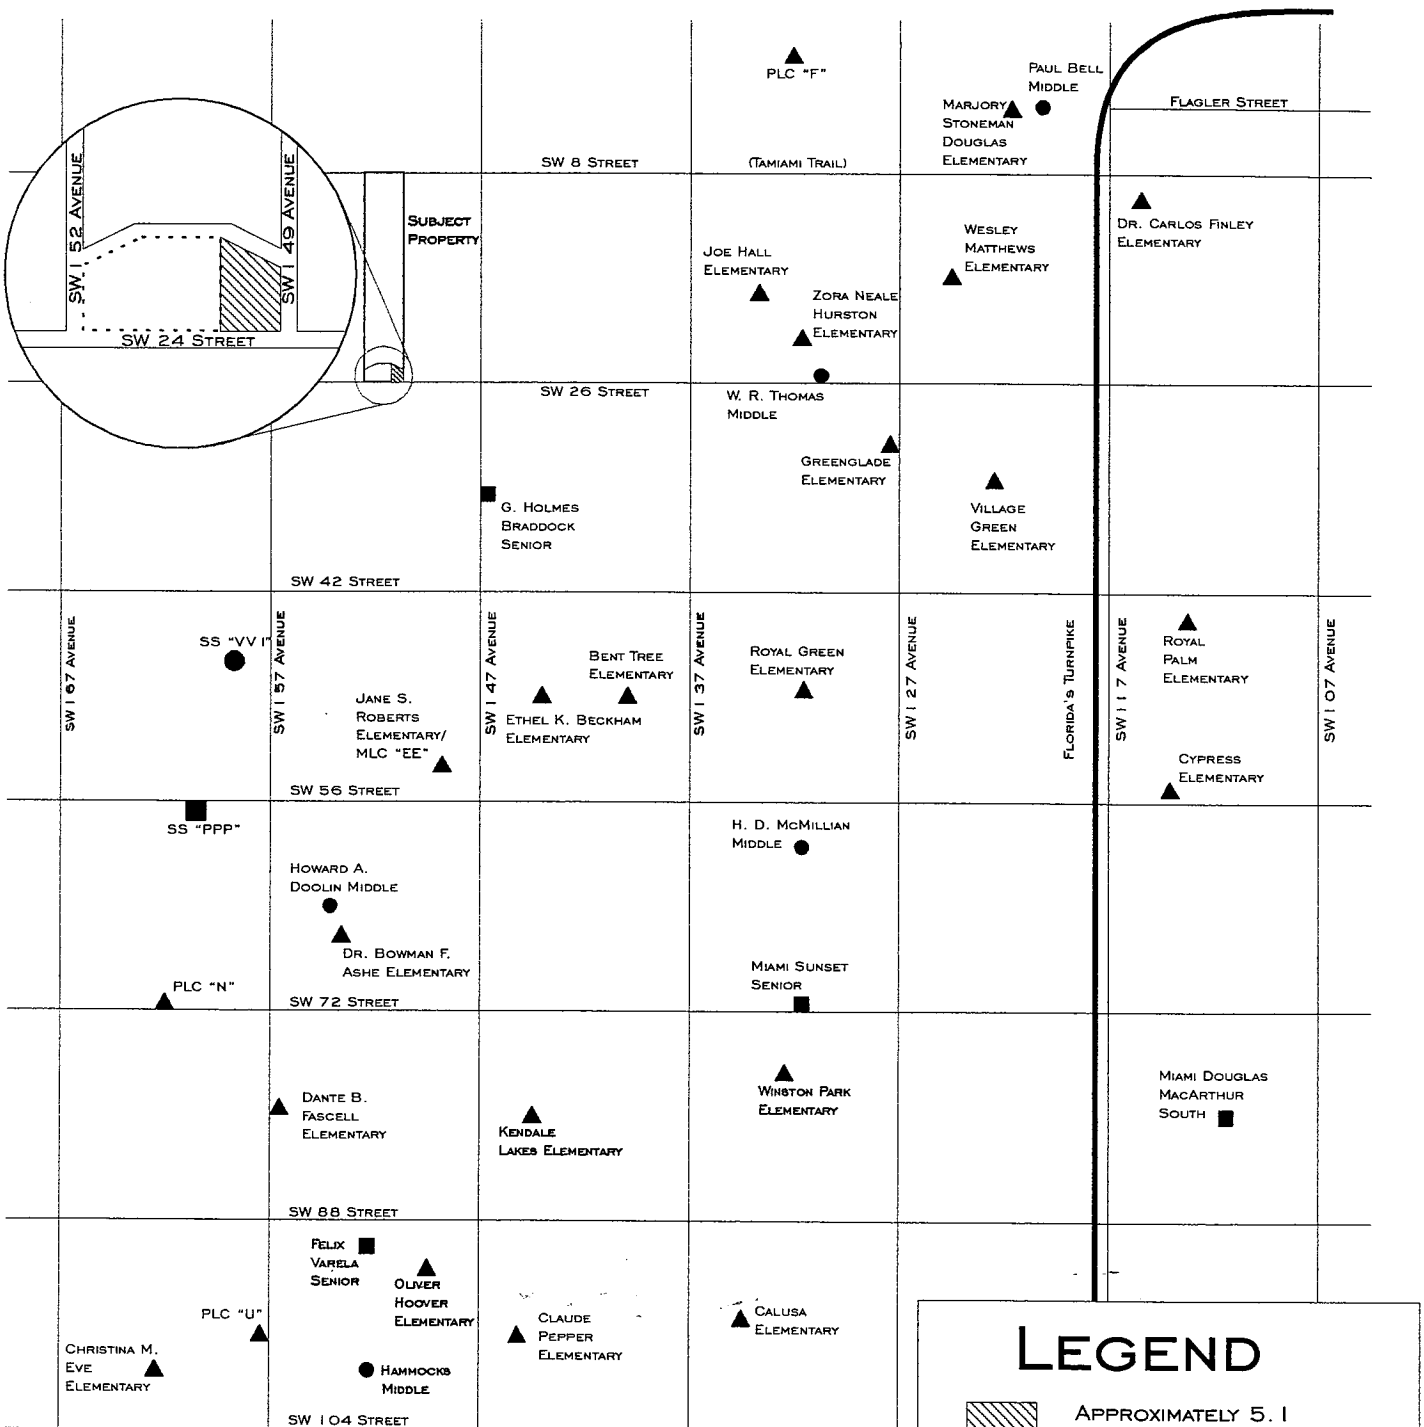 PLC "F"
PAUL BELL
MIDDLE
MARJORY
STONEMAN
DOUGLAS
ELEMENTARY
FLAGLER STREET
SW 8 STREET
(TAMIAMI TRAIL)
SW 152 AVENUE
SW 149 AVENUE
SW 24 STREET
SUBJECT
PROPERTY
DR. CARLOS FINLEY
ELEMENTARY
WESLEY
MATTHEWS
ELEMENTARY
JOE HALL
ELEMENTARY
ZORA NEALE
HURSTON
ELEMENTARY
SW 26 STREET
W. R. THOMAS
MIDDLE
GREENGLADE
ELEMENTARY
VILLAGE
GREEN
ELEMENTARY
G. HOLMES
BRADDOCK
SENIOR
SW 42 STREET
SW 167 AVENUE
SS "VV1"
SW 157 AVENUE
JANE S.
ROBERTS
ELEMENTARY/
MLC "EE"
SW 147 AVENUE
BENT TREE
ELEMENTARY
ETHEL K. BECKHAM
ELEMENTARY
SW 137 AVENUE
ROYAL GREEN
ELEMENTARY
SW 127 AVENUE
FLORIDA'S TURNPIKE
SW 117 AVENUE
ROYAL
PALM
ELEMENTARY
SW 107 AVENUE
CYPRESS
ELEMENTARY
SW 56 STREET
SS "PPP"
H. D. MCMILLIAN
MIDDLE
HOWARD A.
DOOLIN MIDDLE
DR. BOWMAN F.
ASHE ELEMENTARY
MIAMI SUNSET
SENIOR
PLC "N"
SW 72 STREET
DANTE B.
FASCELL
ELEMENTARY
KENDALE
LAKES ELEMENTARY
WINSTON PARK
ELEMENTARY
MIAMI DOUGLAS
MACARTHUR
SOUTH
SW 88 STREET
FELIX
VARELA
SENIOR
OLIVER
HOOVER
ELEMENTARY
PLC "U"
CLAUDE
PEPPER
ELEMENTARY
CALUSA
ELEMENTARY
CHRISTINA M.
EVE
ELEMENTARY
HAMMOCKS
MIDDLE
SW 104 STREET
LEGEND
APPROXIMATELY 5.1